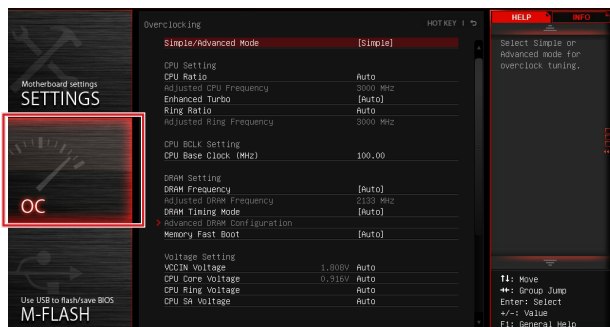 Motherboard settings
SETTINGS
OC
Use USB to flash/save BIOS
M-FLASH
Overclocking
HOT KEY
Simple/Advanced Mode [Simple]
CPU Setting
CPU Ratio Auto
Adjusted CPU Frequency 3000 MHz
Enhanced Turbo [Auto]
Ring Ratio Auto
Adjusted Ring Frequency 3000 MHz
CPU BCLK Setting
CPU Base Clock (MHz) 100.00
DRAM Setting
DRAM Frequency [Auto]
Adjusted DRAM Frequency 2133 MHz
DRAM Timing Mode [Auto]
> Advanced DRAM Configuration
Memory Fast Boot [Auto]
Voltage Setting
VCCIN Voltage 1.808V Auto
CPU Core Voltage 0.916V Auto
CPU Ring Voltage Auto
CPU SA Voltage Auto
HELP
INFO
Select Simple or
Advanced mode for
overclock tuning.
↑↓: Move
→←: Group Jump
Enter: Select
+/-: Value
F1: General Help